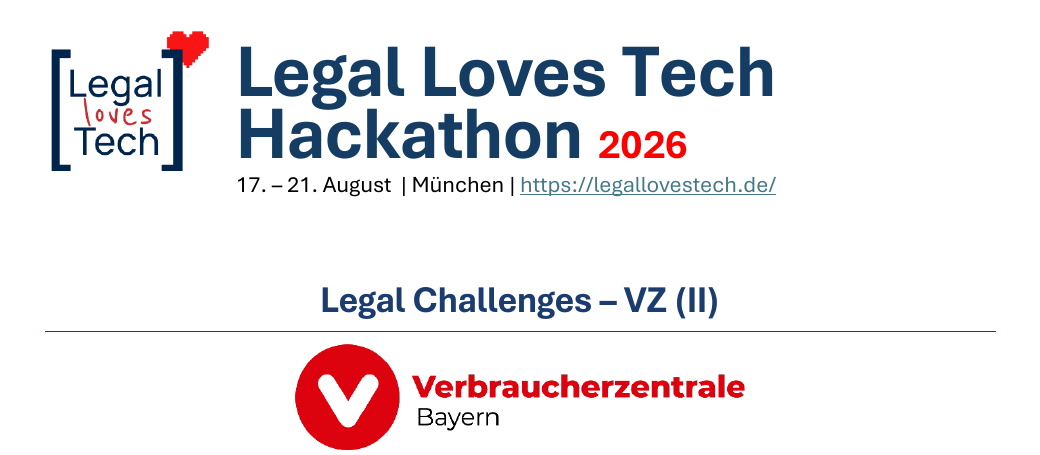 [Legal
loves
Tech]
Legal Loves Tech
Hackathon 2026
17. – 21. August | München | https://legallovestech.de/
Legal Challenges – VZ (II)
Verbraucherzentrale
Bayern